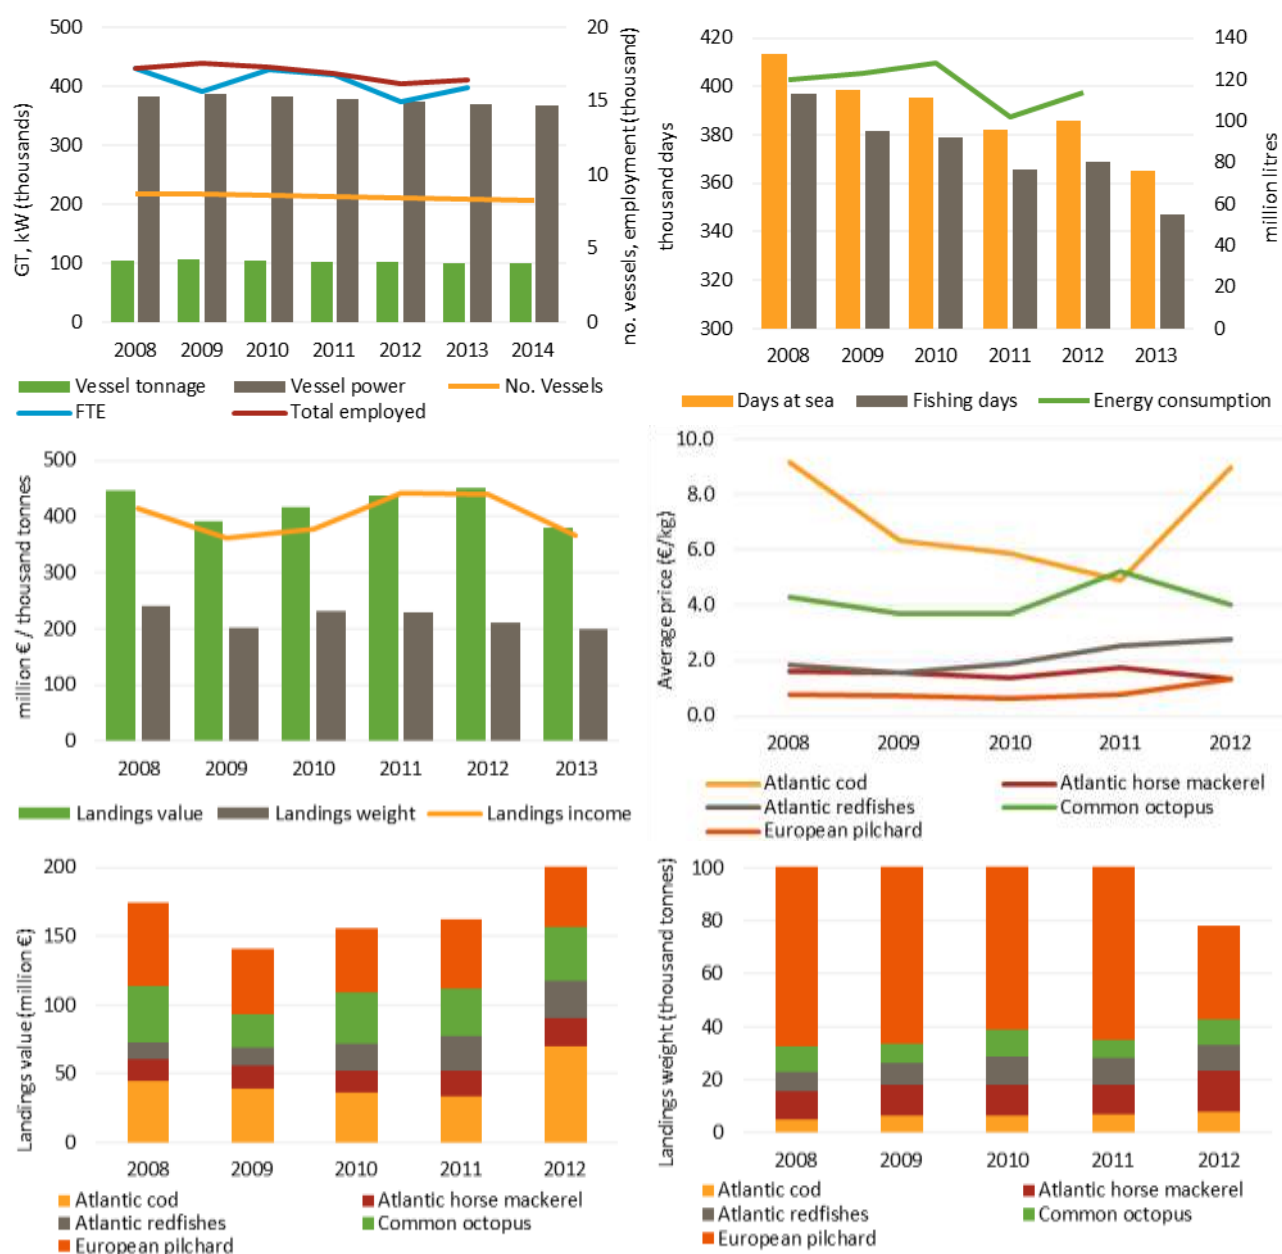 GT, kW (thousands)
500
400
300
200
100
0
20
15
10
5
0
no. vessels, employment (thousand)
2008 2009 2010 2011 2012 2013 2014
Vessel tonnage Vessel power No. Vessels
FTE Total employed
thousand days
420
400
380
360
340
320
300
140
120
100
80
60
40
20
0
million litres
2008 2009 2010 2011 2012 2013
Days at sea Fishing days Energy consumption
million € / thousand tonnes
500
400
300
200
100
0
2008 2009 2010 2011 2012 2013
Landings value Landings weight Landings income
Average price (€/kg)
10.0
8.0
6.0
4.0
2.0
0.0
2008 2009 2010 2011 2012
Atlantic cod Atlantic horse mackerel
Atlantic redfishes Common octopus
European pilchard
Landings value (million €)
200
150
100
50
0
2008 2009 2010 2011 2012
Atlantic cod Atlantic horse mackerel
Atlantic redfishes Common octopus
European pilchard
Landings weight (thousand tonnes)
100
80
60
40
20
0
2008 2009 2010 2011 2012
Atlantic cod Atlantic horse mackerel
Atlantic redfishes Common octopus
European pilchard